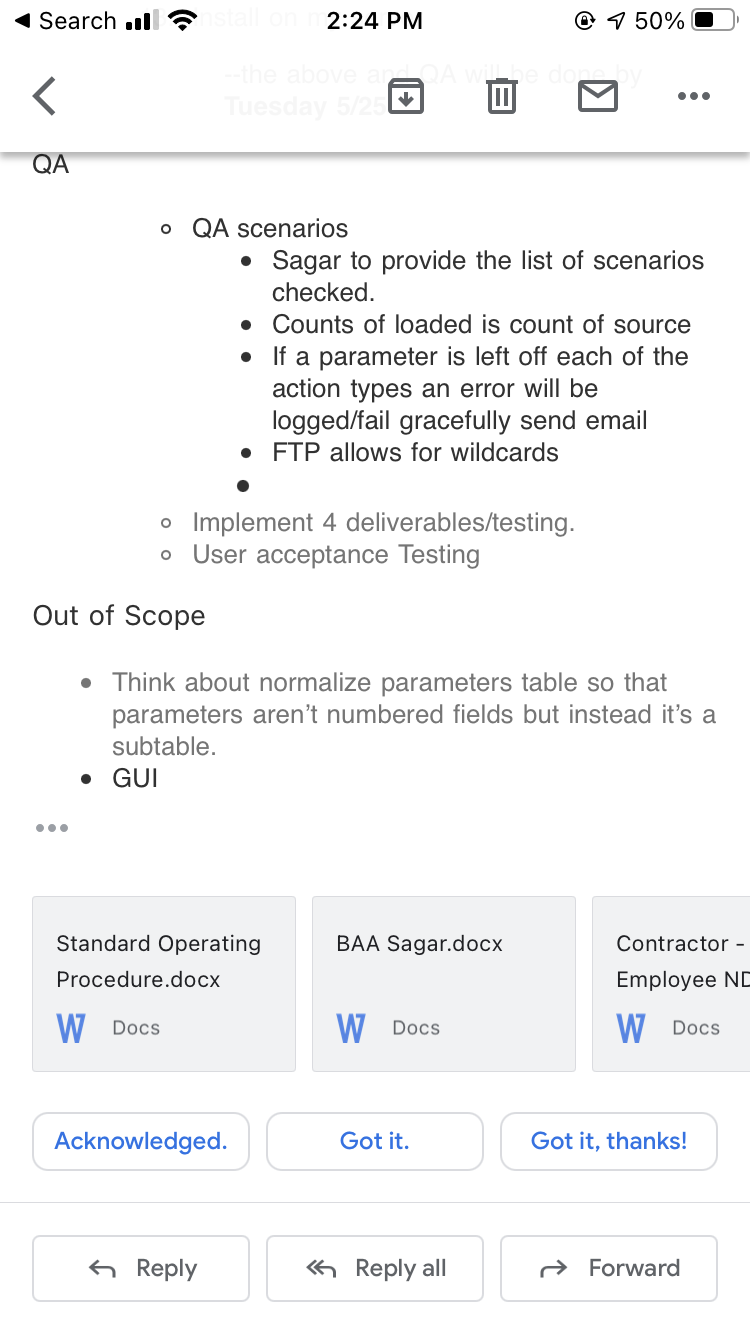 Search
2:24 PM
50%
install on
--the above and QA will be done by
Tuesday 5/25
QA
QA scenarios
Sagar to provide the list of scenarios
checked.
Counts of loaded is count of source
If a parameter is left off each of the
action types an error will be
logged/fail gracefully send email
FTP allows for wildcards
Implement 4 deliverables/testing.
User acceptance Testing
Out of Scope
Think about normalize parameters table so that
parameters aren’t numbered fields but instead it’s a
subtable.
GUI
Standard Operating
Procedure.docx
W Docs
BAA Sagar.docx
W Docs
Contractor -
Employee ND
W Docs
Acknowledged.
Got it.
Got it, thanks!
Reply
Reply all
Forward